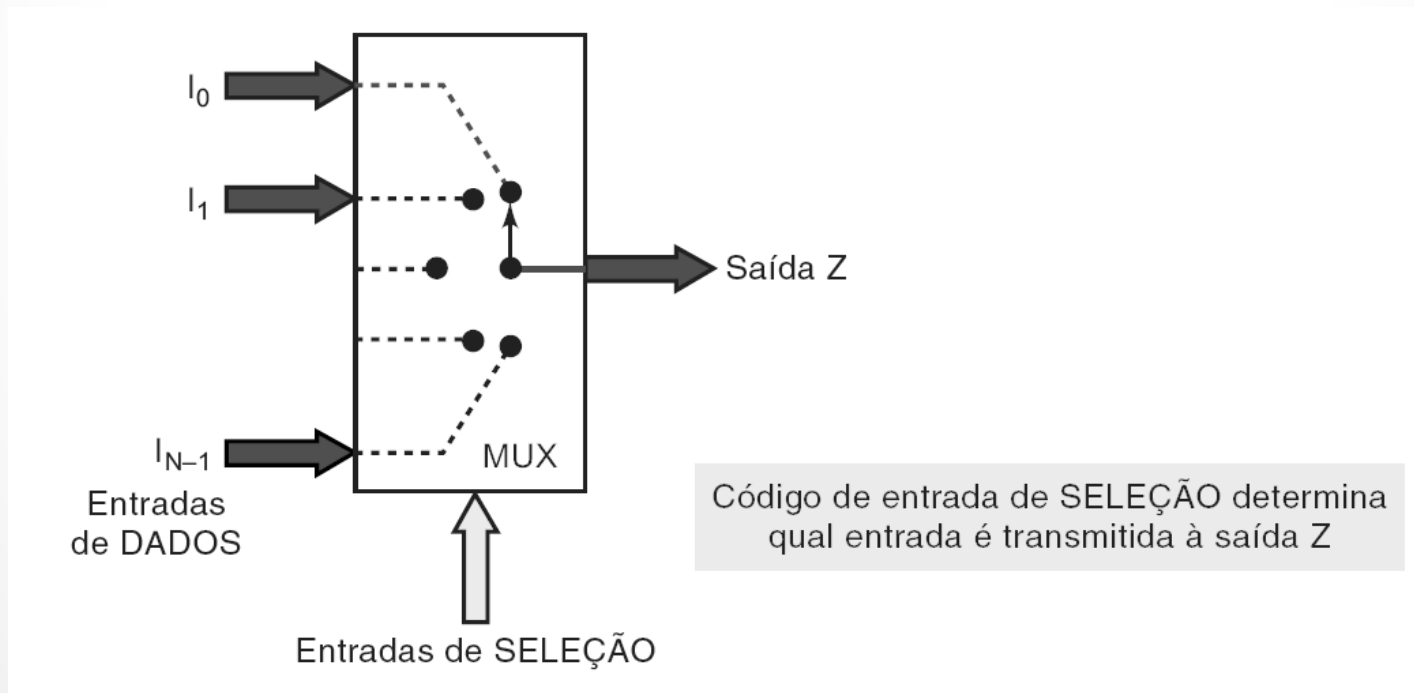 I₀
I₁
Saída Z
I_N–1
MUX
Entradas
de DADOS
Código de entrada de SELEÇÃO determina
qual entrada é transmitida à saída Z
Entradas de SELEÇÃO